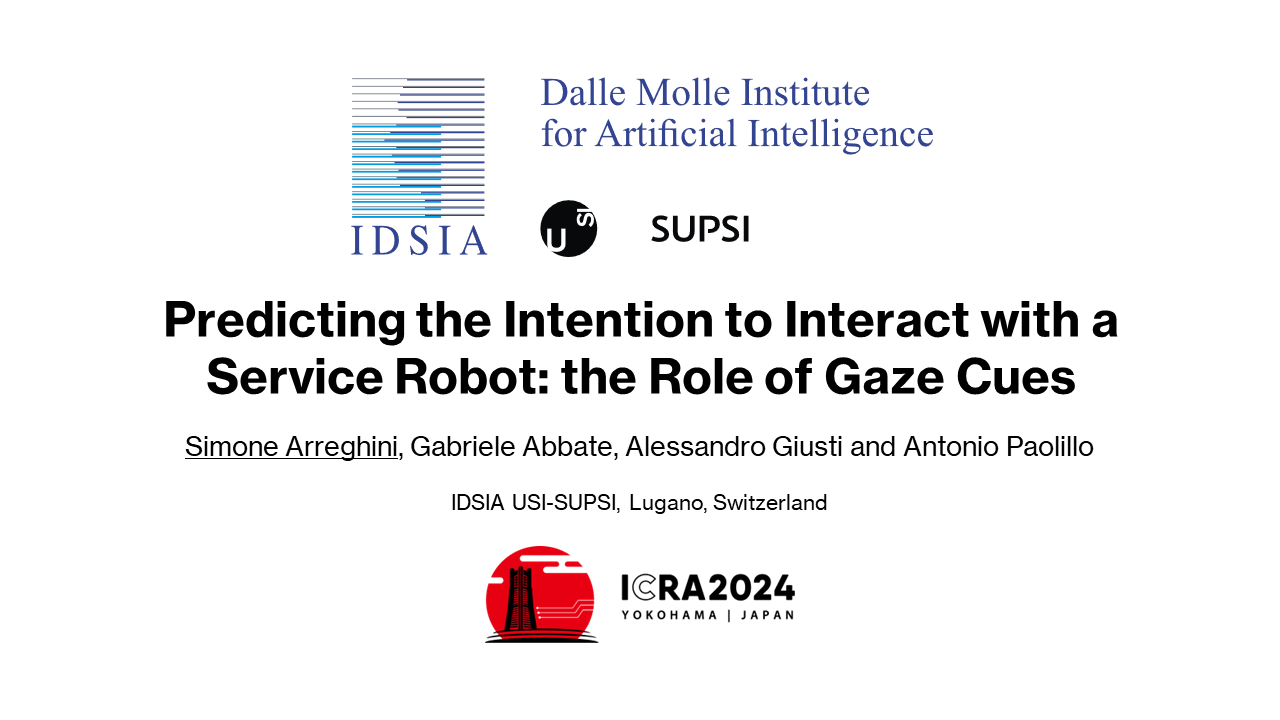 Dalle Molle Institute
for Artificial Intelligence
IDSIA
USI
SUPSI
Predicting the Intention to Interact with a
Service Robot: the Role of Gaze Cues
Simone Arreghini, Gabriele Abbate, Alessandro Giusti and Antonio Paolillo
IDSIA USI-SUPSI, Lugano, Switzerland
ICRA2024
YOKOHAMA | JAPAN